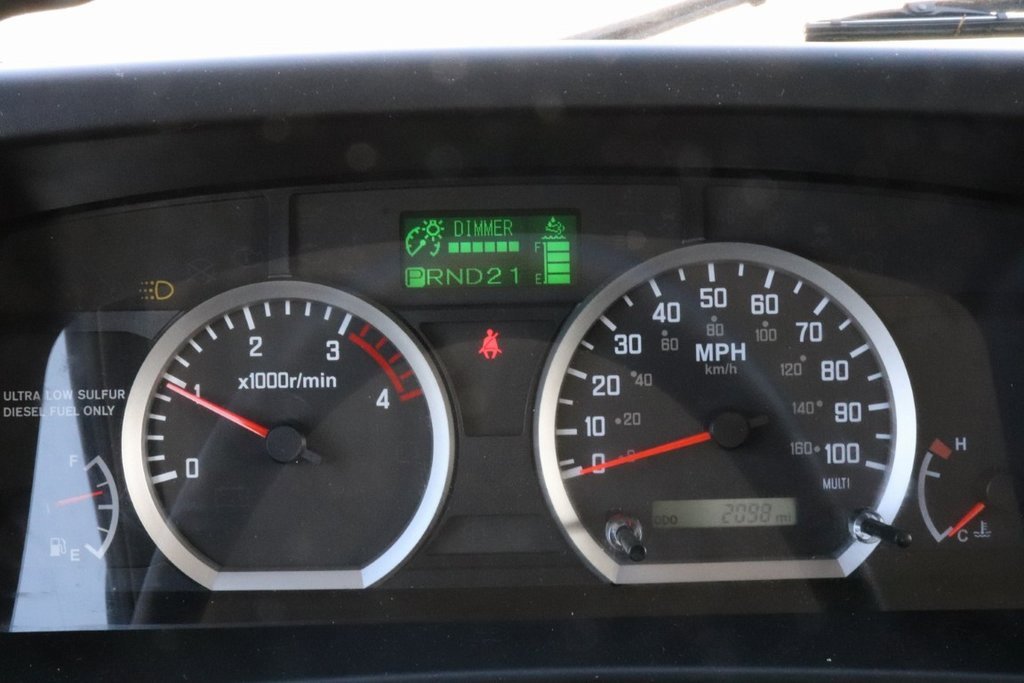 DIMMER
F
PRND21
E
ULTRA LOW SULFUR
DIESEL FUEL ONLY
F
E
0
1
2
3
4
x1000r/min
0
10
20
30
40
50
60
70
80
90
100
MPH
km/h
0
20
40
60
80
100
120
140
160
MULTI
ODO 2098 mi
H
C